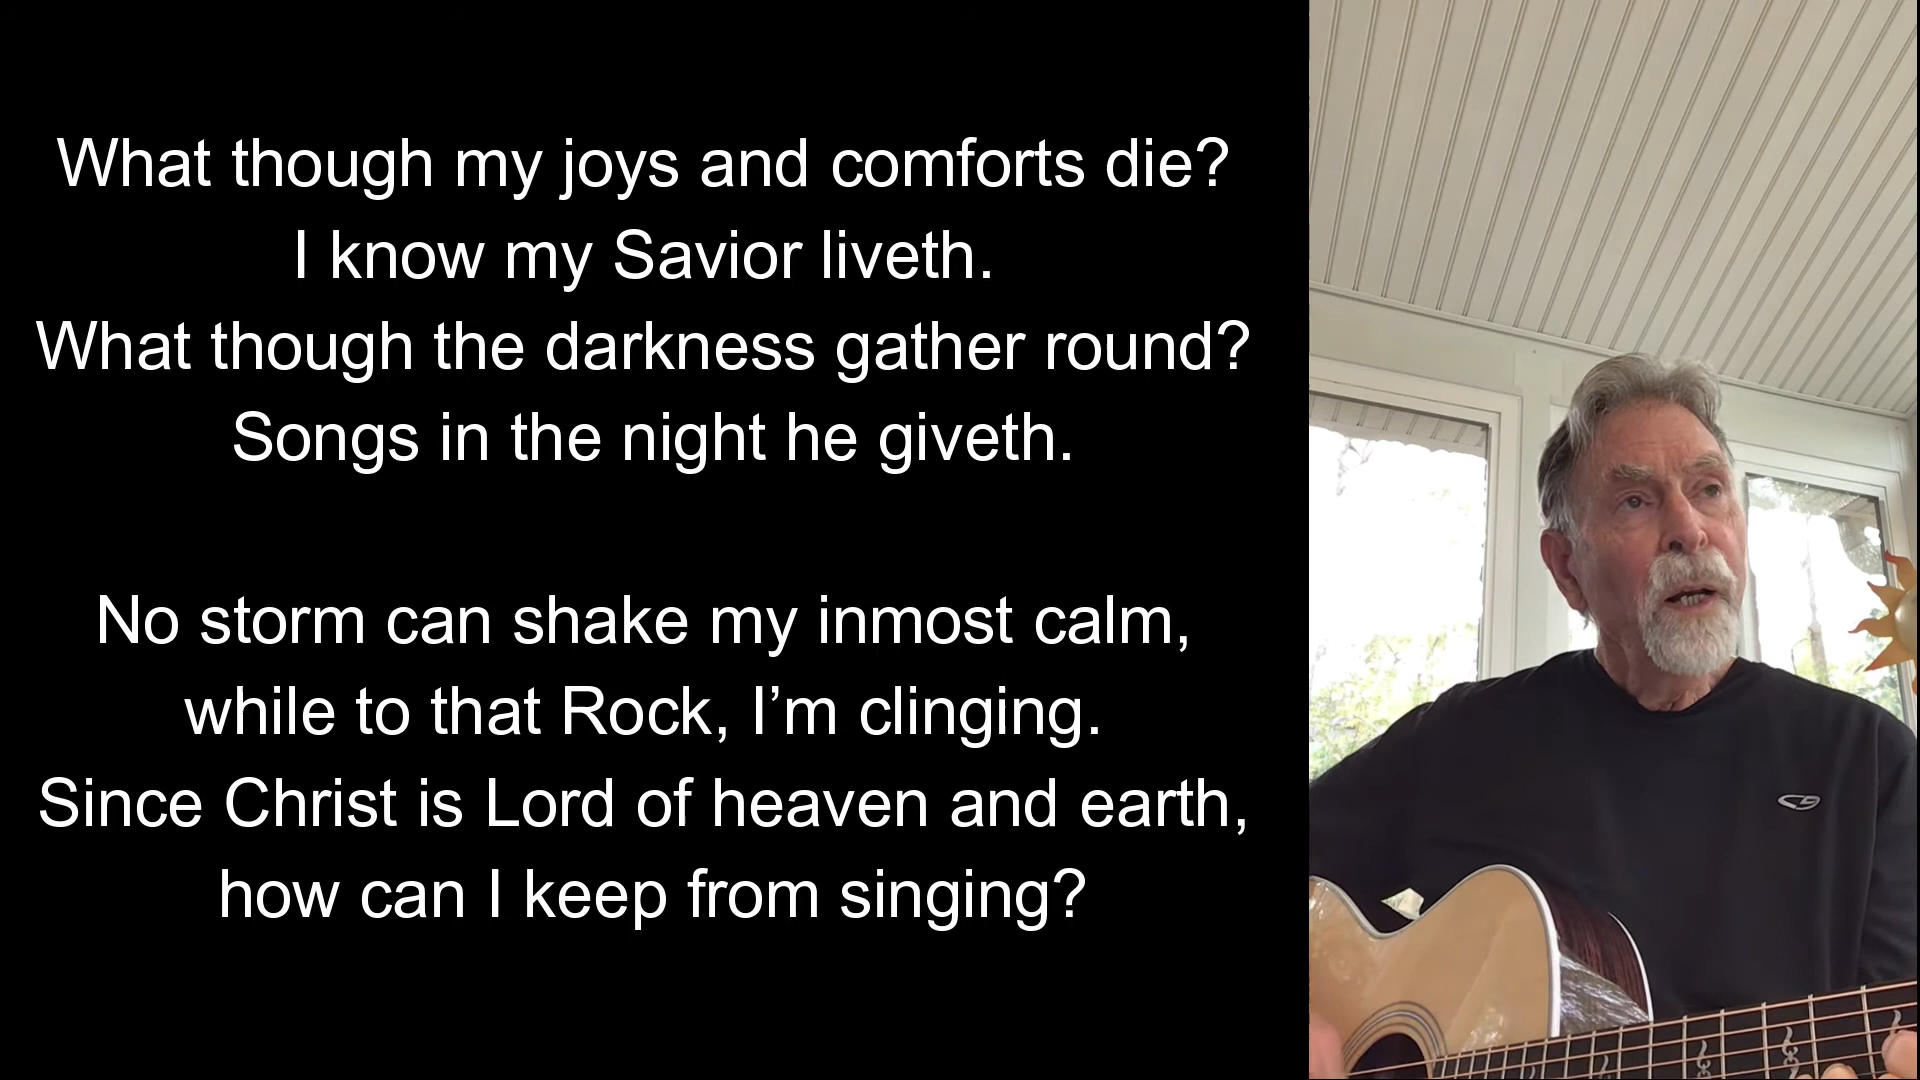 What though my joys and comforts die?
I know my Savior liveth.
What though the darkness gather round?
Songs in the night he giveth.
No storm can shake my inmost calm,
while to that Rock, I’m clinging.
Since Christ is Lord of heaven and earth,
how can I keep from singing?